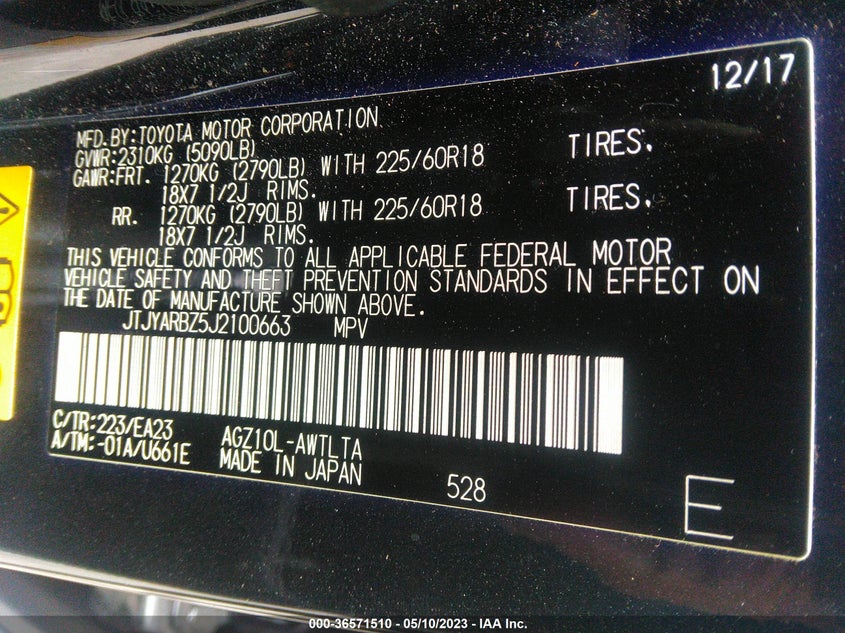 12/17
MFD.BY:TOYOTA MOTOR CORPORATION
GVWR:2310KG (5090LB)
GAWR:FRT. 1270KG (2790LB) WITH 225/60R18 TIRES.
18X7 1/2J RIMS.
RR. 1270KG (2790LB) WITH 225/60R18 TIRES.
18X7 1/2J RIMS.
THIS VEHICLE CONFORMS TO ALL APPLICABLE FEDERAL MOTOR
VEHICLE SAFETY AND THEFT PREVENTION STANDARDS IN EFFECT ON
THE DATE OF MANUFACTURE SHOWN ABOVE.
JTJYARBZ5J2100663 MPV
C/TR:223/EA23 AGZ10L-AWTLTA
A/TM:-01A/U661E MADE IN JAPAN
528
E
000-36571510 - 05/10/2023 - IAA Inc.